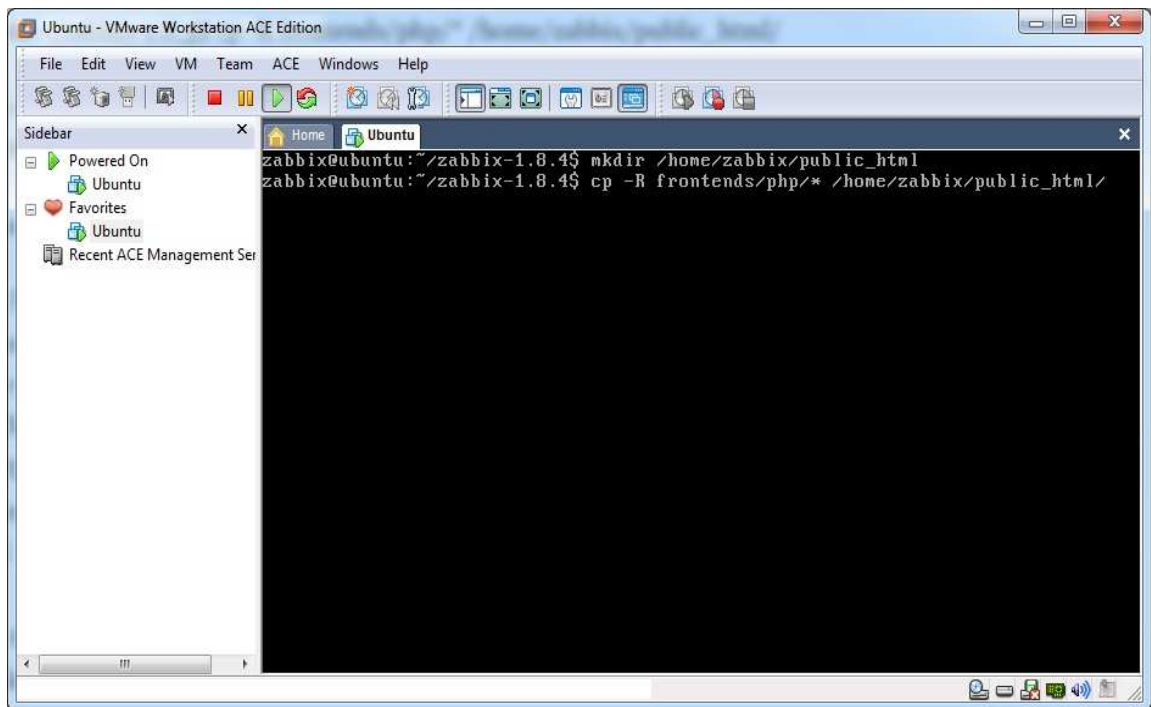 Ubuntu - VMware Workstation ACE Edition
File Edit View VM Team ACE Windows Help
Sidebar
Home Ubuntu
Powered On
Ubuntu
Favorites
Ubuntu
Recent ACE Management Ser
zabbix@ubuntu:~/zabbix-1.8.4$ mkdir /home/zabbix/public_html
zabbix@ubuntu:~/zabbix-1.8.4$ cp -R frontends/php/* /home/zabbix/public_html/